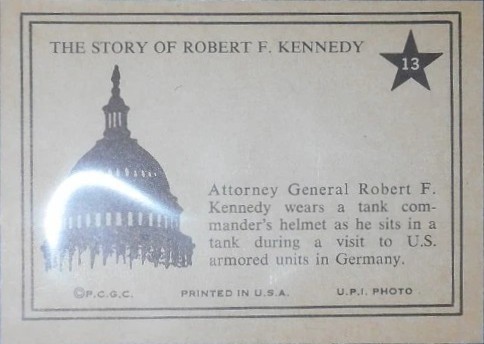 THE STORY OF ROBERT F. KENNEDY
13
Attorney General Robert F.
Kennedy wears a tank com-
mander's helmet as he sits in a
tank during a visit to U.S.
armored units in Germany.
©P.C.G.C. PRINTED IN U.S.A. U.P.I. PHOTO